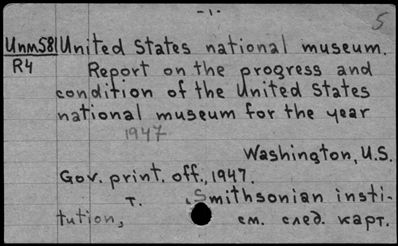 -1-
5
Unm58 United States national museum.
R4 Report on the progress and
condition of the United States
national museum for the year
1947
Washington, U.S.
Gov. print. off., 1947.
т. Smithsonian insti-
tution, см. след. карт.